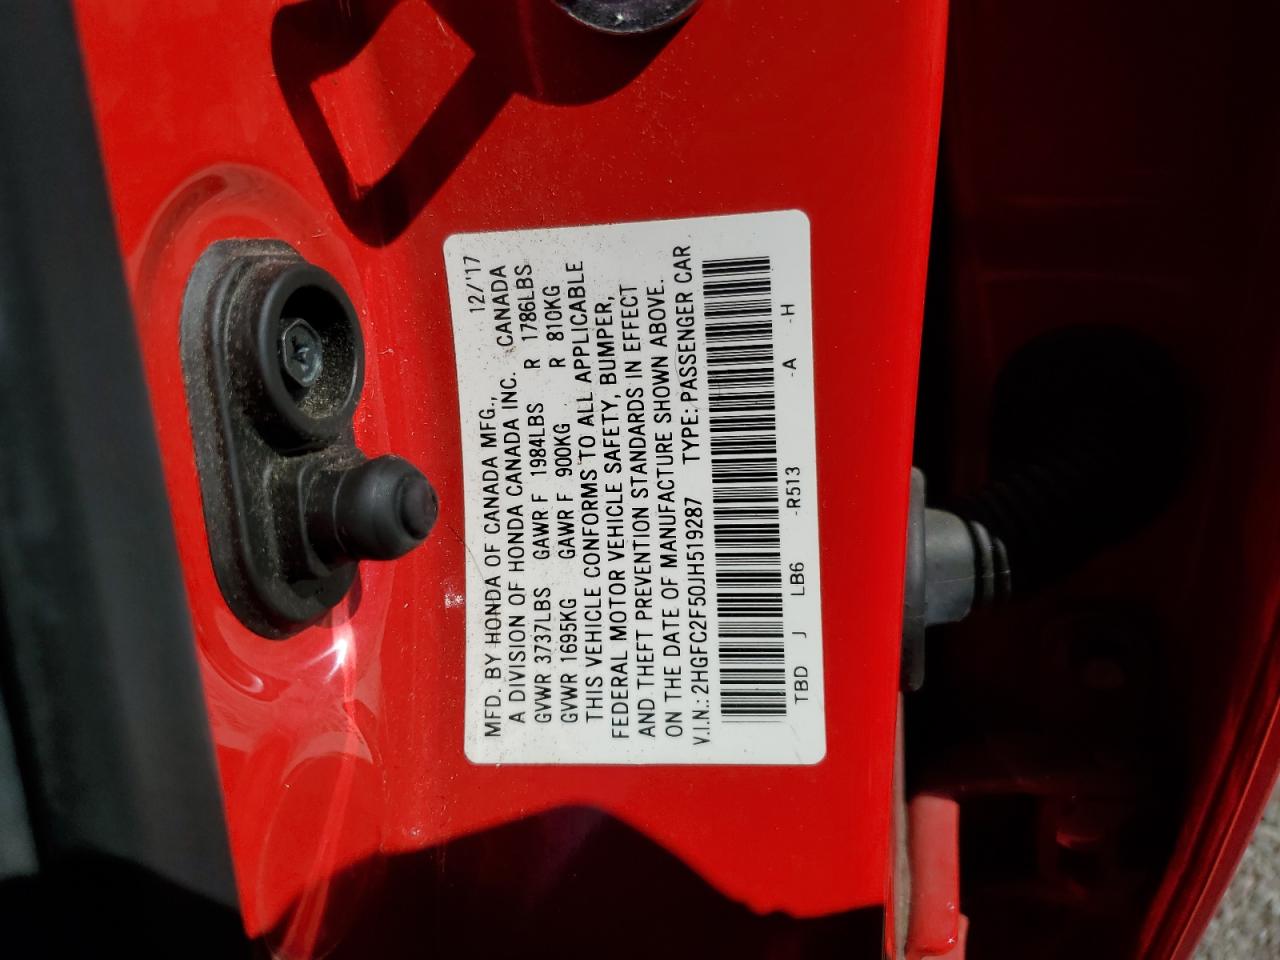 MFD. BY HONDA OF CANADA MFG., 12/'17
A DIVISION OF HONDA CANADA INC. CANADA
GVWR 3737LBS GAWR F 1984LBS R 1786LBS
GVWR 1695KG GAWR F 900KG R 810KG
THIS VEHICLE CONFORMS TO ALL APPLICABLE
FEDERAL MOTOR VEHICLE SAFETY, BUMPER,
AND THEFT PREVENTION STANDARDS IN EFFECT
ON THE DATE OF MANUFACTURE SHOWN ABOVE.
V.I.N.: 2HGFC2F50JH519287 TYPE: PASSENGER CAR
TBD J LB6 -R513 -A -H